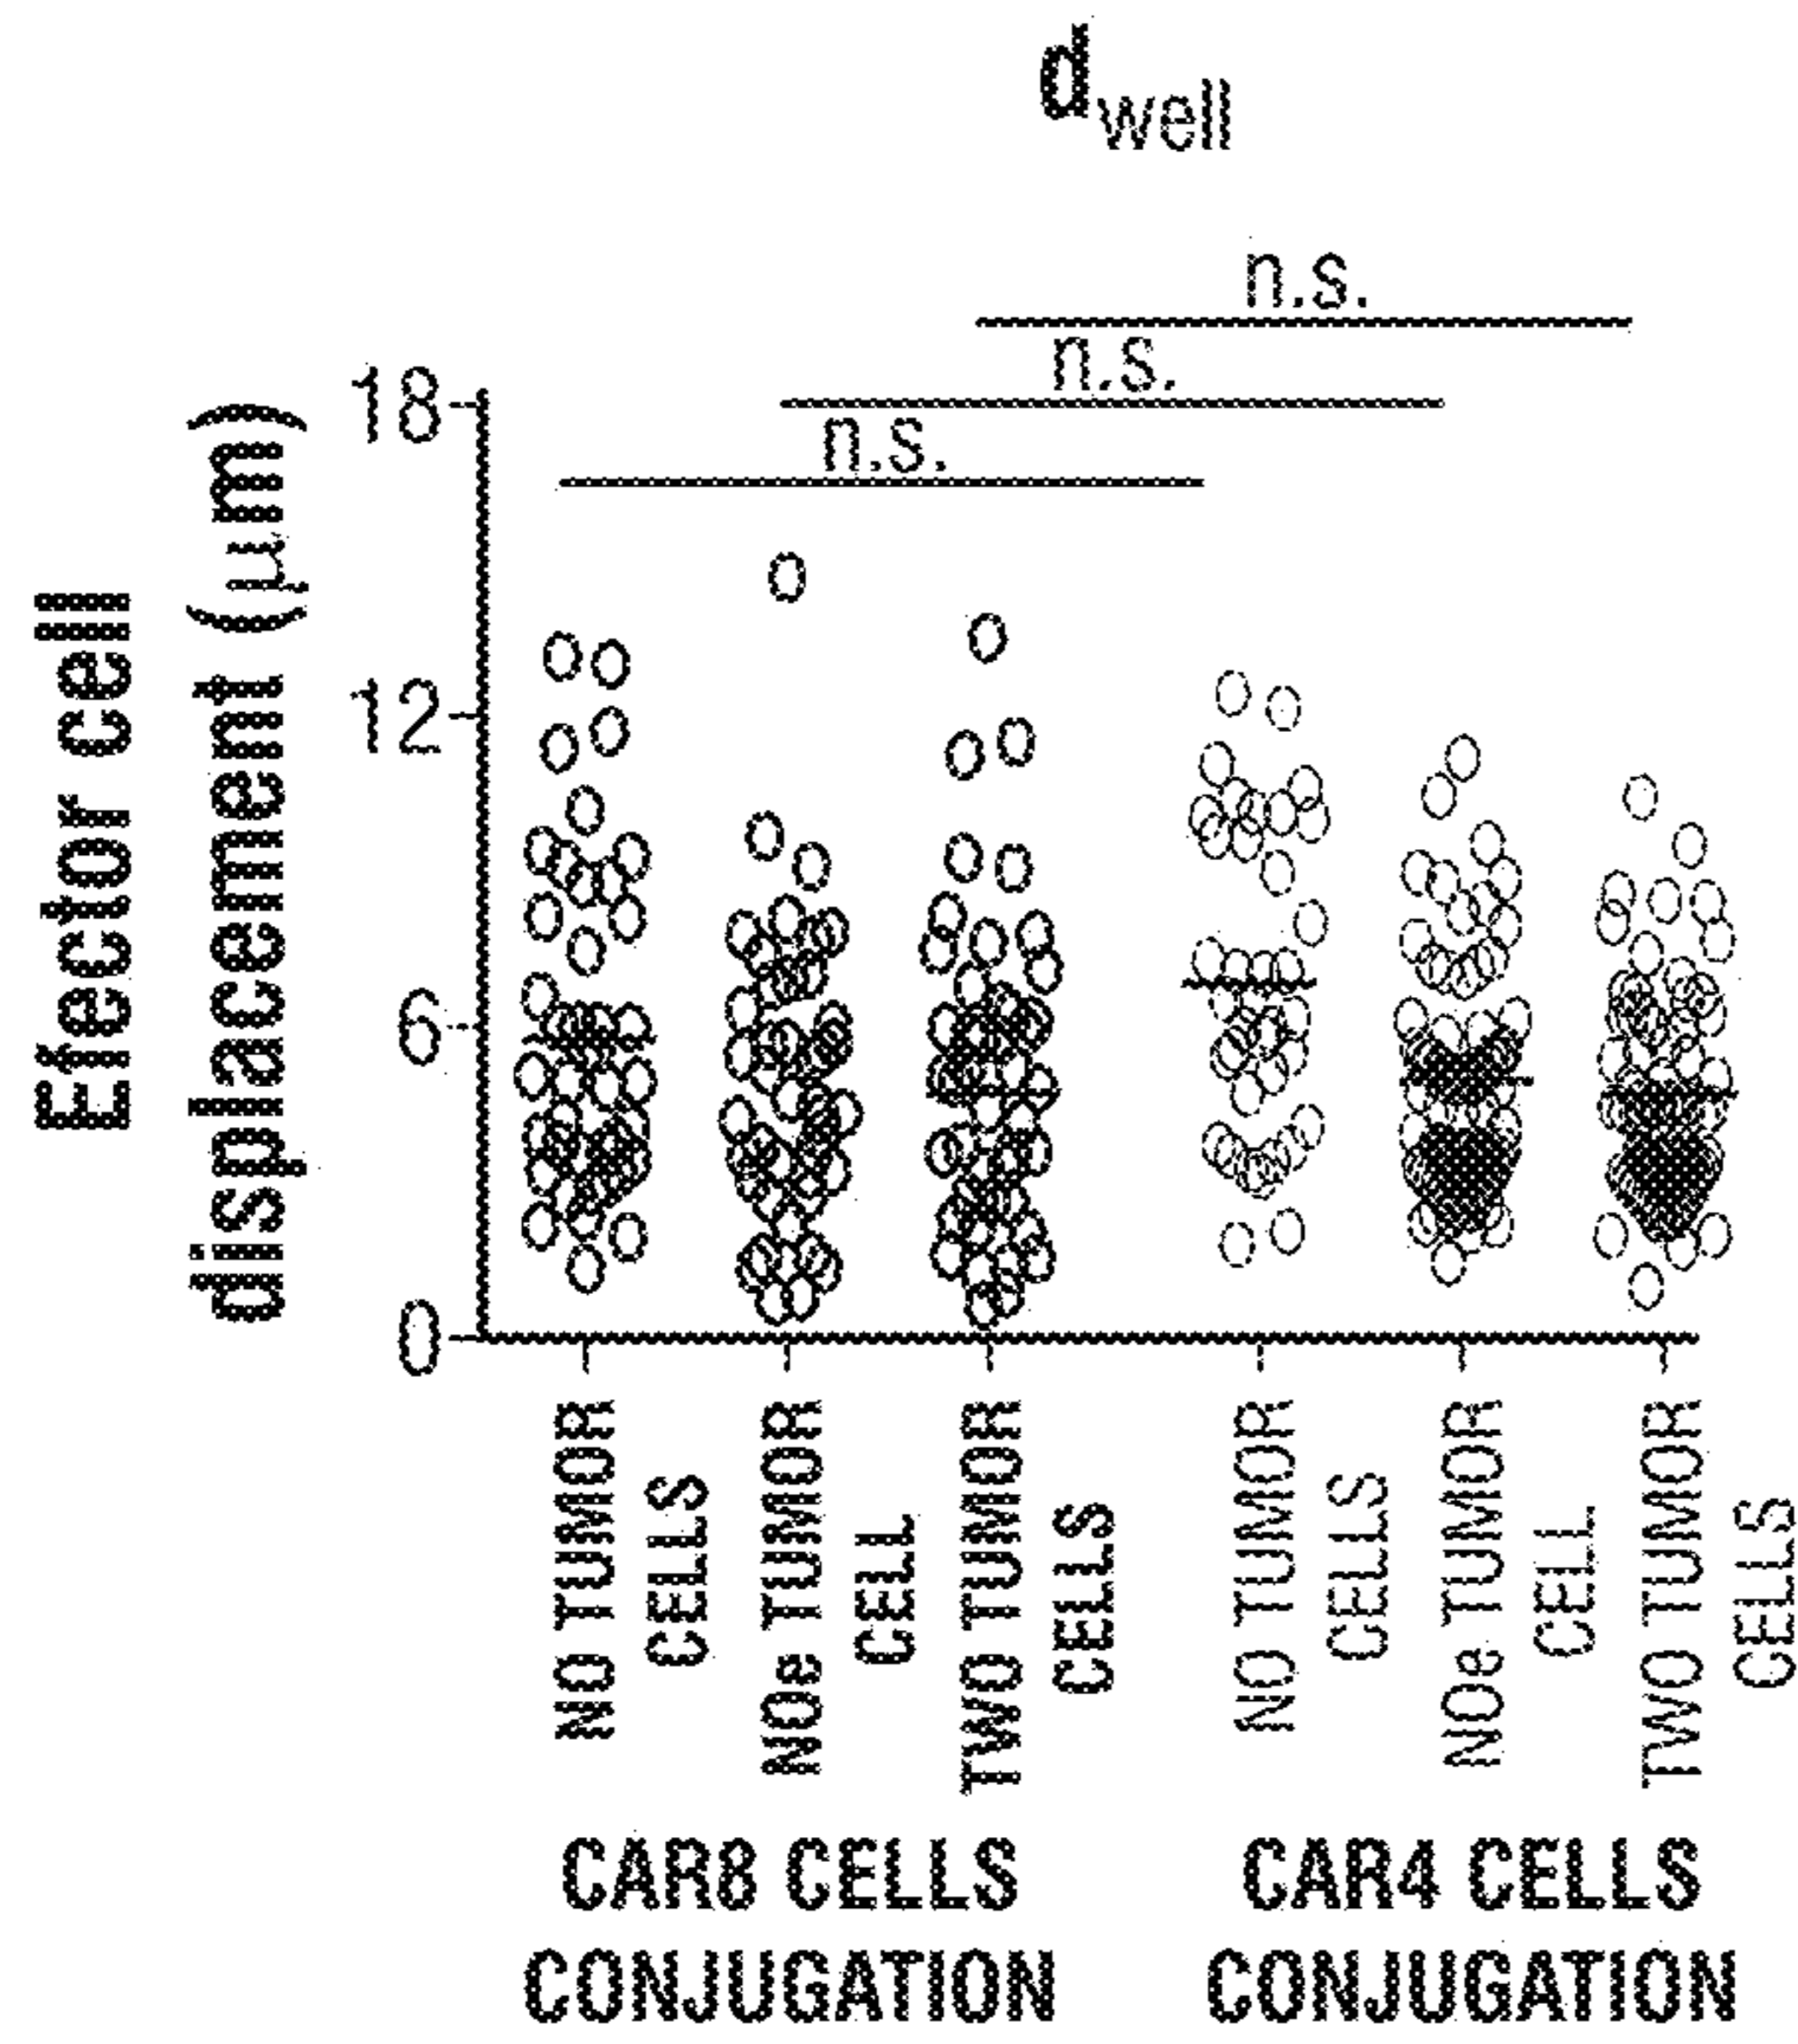 dwell
n.s.
n.s.
n.s.
Effector cell
displacement (μm)
18
12
6
0
NO TUMOR
CELLS
NOe TUMOR
CELL
TWO TUMOR
CELLS
NO TUMOR
CELLS
NOe TUMOR
CELL
TWO TUMOR
CELLS
CAR8 CELLS
CONJUGATION
CAR4 CELLS
CONJUGATION